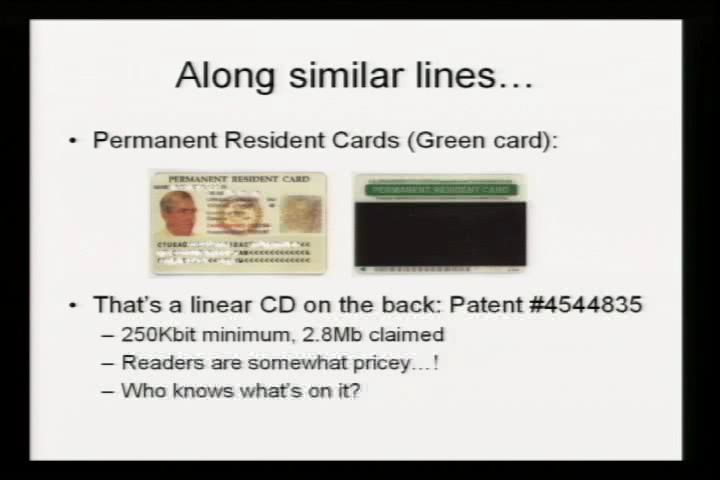 Along similar lines…
• Permanent Resident Cards (Green card):
PERMANENT RESIDENT CARD
PERMANENT RESIDENT CARD
• That's a linear CD on the back: Patent #4544835
– 250Kbit minimum, 2.8Mb claimed
– Readers are somewhat pricey…!
– Who knows what's on it?